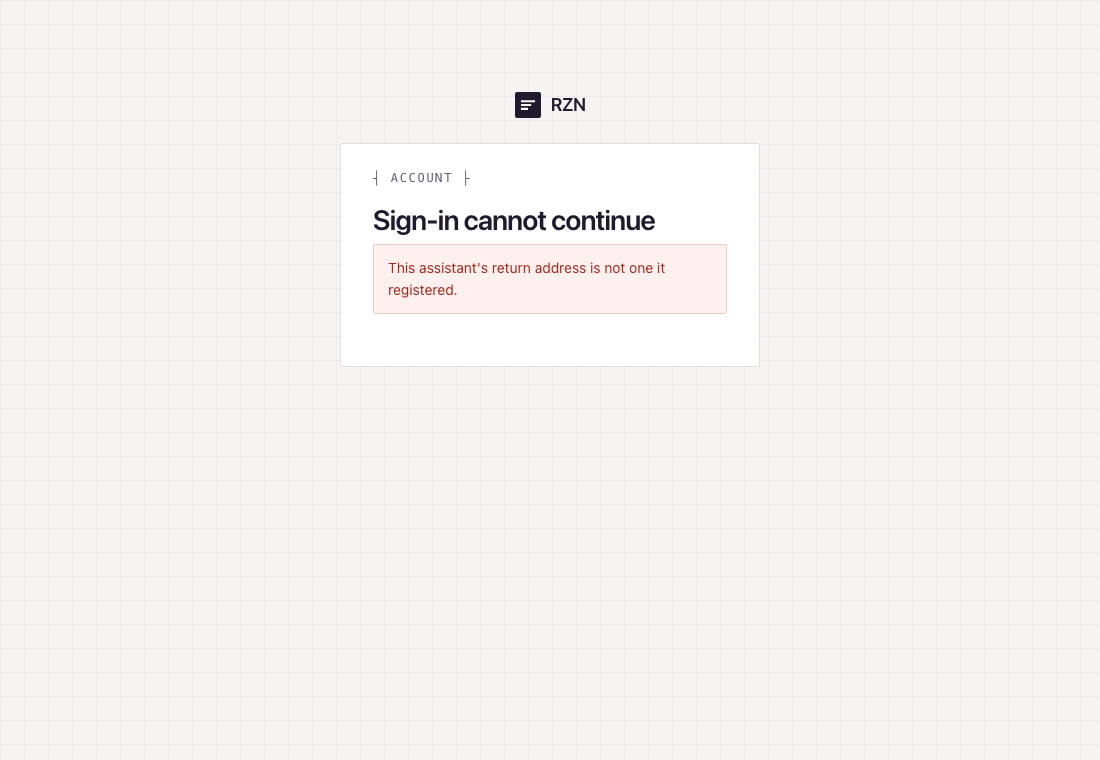 RZN
┤ ACCOUNT ├
Sign-in cannot continue
This assistant's return address is not one it
registered.